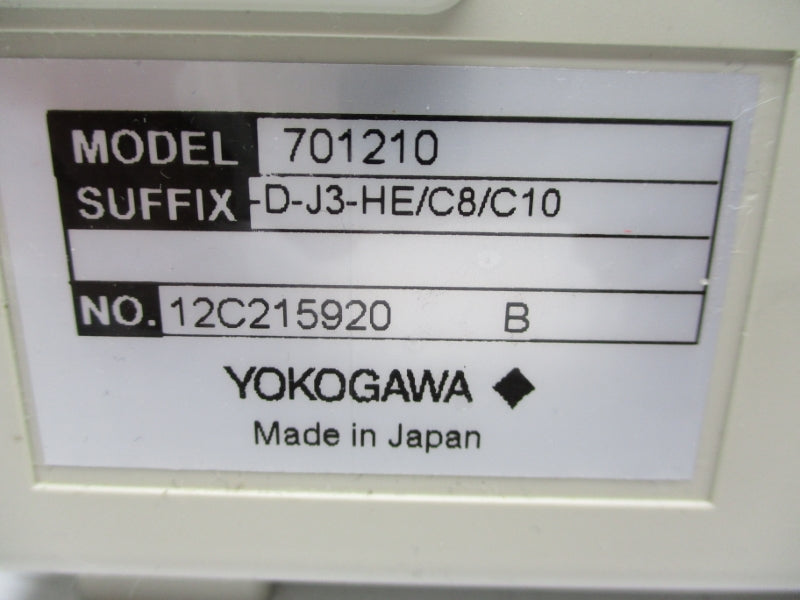 MODEL 701210
SUFFIX -D-J3-HE/C8/C10
NO. 12C215920 B
YOKOGAWA
Made in Japan